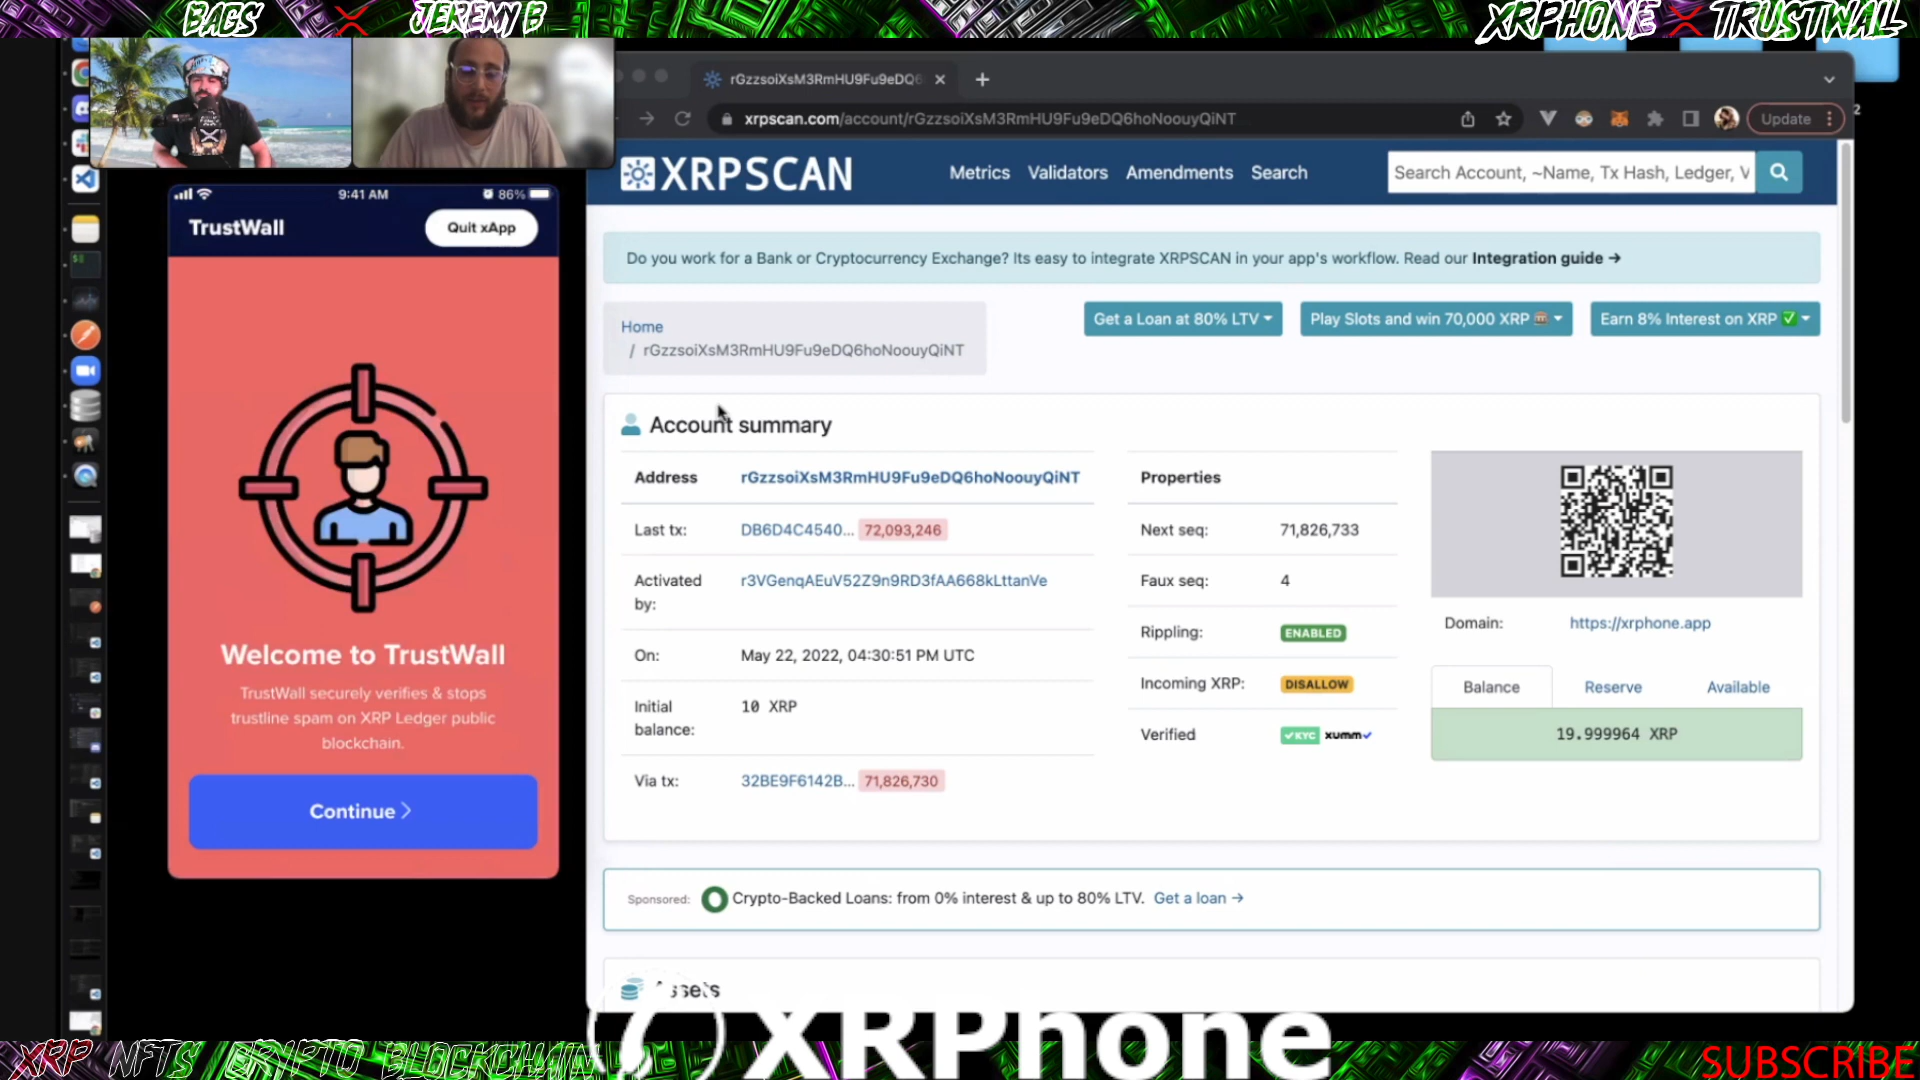 BAGS X JEREMY B
XRPHONE X TRUSTWALL
rGzzsoiXsM3RmHU9Fu9eDQ6
xrpscan.com/account/rGzzsoiXsM3RmHU9Fu9eDQ6hoNoouyQiNT
Update
9:41 AM
86%
TrustWall
Quit xApp
Welcome to TrustWall
TrustWall securely verifies & stops
trustline spam on XRP Ledger public
blockchain.
Continue
XRPSCAN
Metrics
Validators
Amendments
Search
Search Account, ~Name, Tx Hash, Ledger, V
Do you work for a Bank or Cryptocurrency Exchange? Its easy to integrate XRPSCAN in your app's workflow. Read our Integration guide →
Home
/ rGzzsoiXsM3RmHU9Fu9eDQ6hoNoouyQiNT
Get a Loan at 80% LTV
Play Slots and win 70,000 XRP
Earn 8% Interest on XRP
Account summary
Address rGzzsoiXsM3RmHU9Fu9eDQ6hoNoouyQiNT
Last tx: DB6D4C4540... 72,093,246
Activated by: r3VGenqAEuV52Z9n9RD3fAA668kLttanVe
On: May 22, 2022, 04:30:51 PM UTC
Initial balance: 10 XRP
Via tx: 32BE9F6142B... 71,826,730
Properties
Next seq: 71,826,733
Faux seq: 4
Rippling: ENABLED
Incoming XRP: DISALLOW
Verified KYC xumm
Domain: https://xrphone.app
Balance
Reserve
Available
19.999964 XRP
Sponsored: Crypto-Backed Loans: from 0% interest & up to 80% LTV. Get a loan →
Assets
XRPhone
XRP NFTS CRYPTO BLOCKCHAIN
SUBSCRIBE